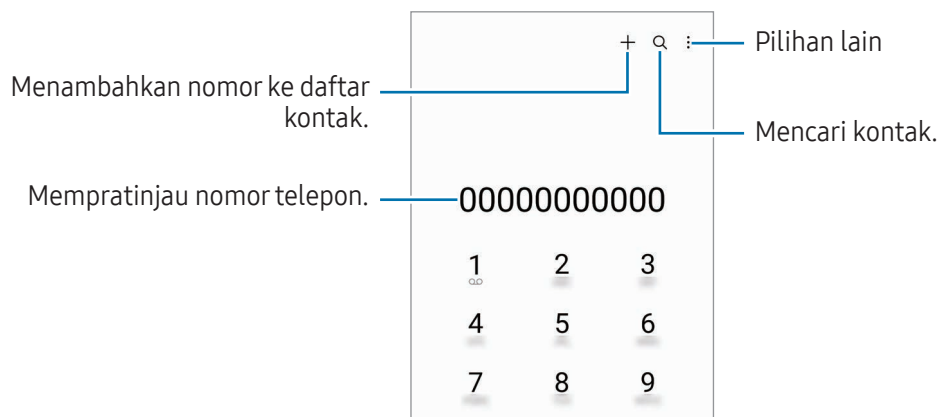 Pilihan lain
Menambahkan nomor ke daftar
kontak.
Mencari kontak.
Mempratinjau nomor telepon.
00000000000
1 2 3
4 5 6
7 8 9